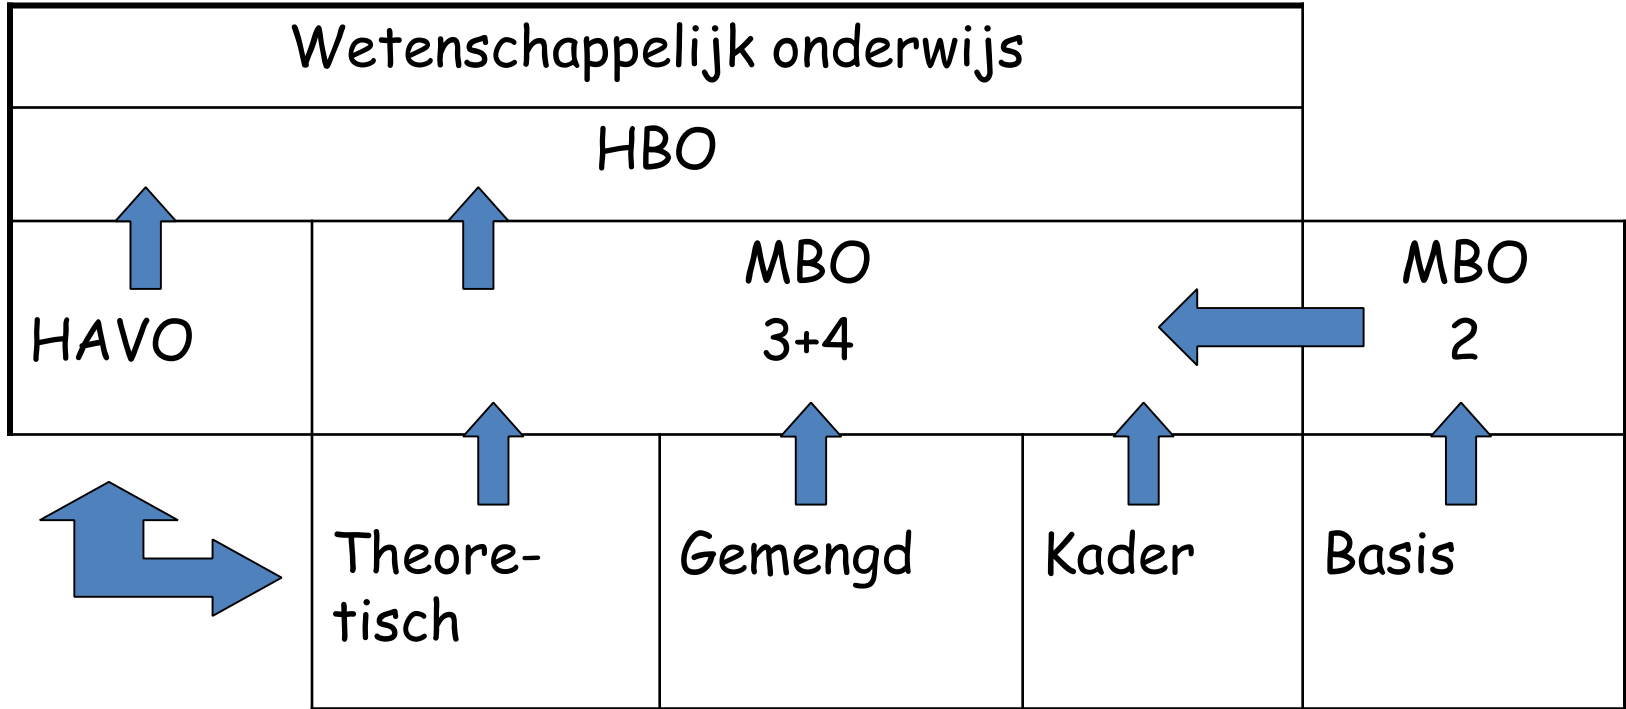 Wetenschappelijk onderwijs
HBO
HAVO
MBO
3+4
MBO
2
Theore-
tisch
Gemengd
Kader
Basis